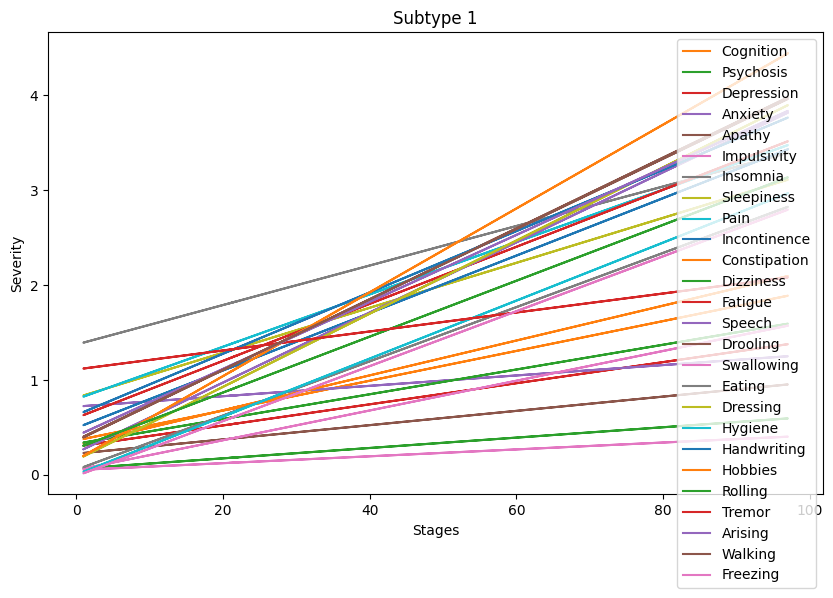 Subtype 1
Severity
4
3
2
1
0
0
20
40
60
80
100
Stages
Cognition
Psychosis
Depression
Anxiety
Apathy
Impulsivity
Insomnia
Sleepiness
Pain
Incontinence
Constipation
Dizziness
Fatigue
Speech
Drooling
Swallowing
Eating
Dressing
Hygiene
Handwriting
Hobbies
Rolling
Tremor
Arising
Walking
Freezing